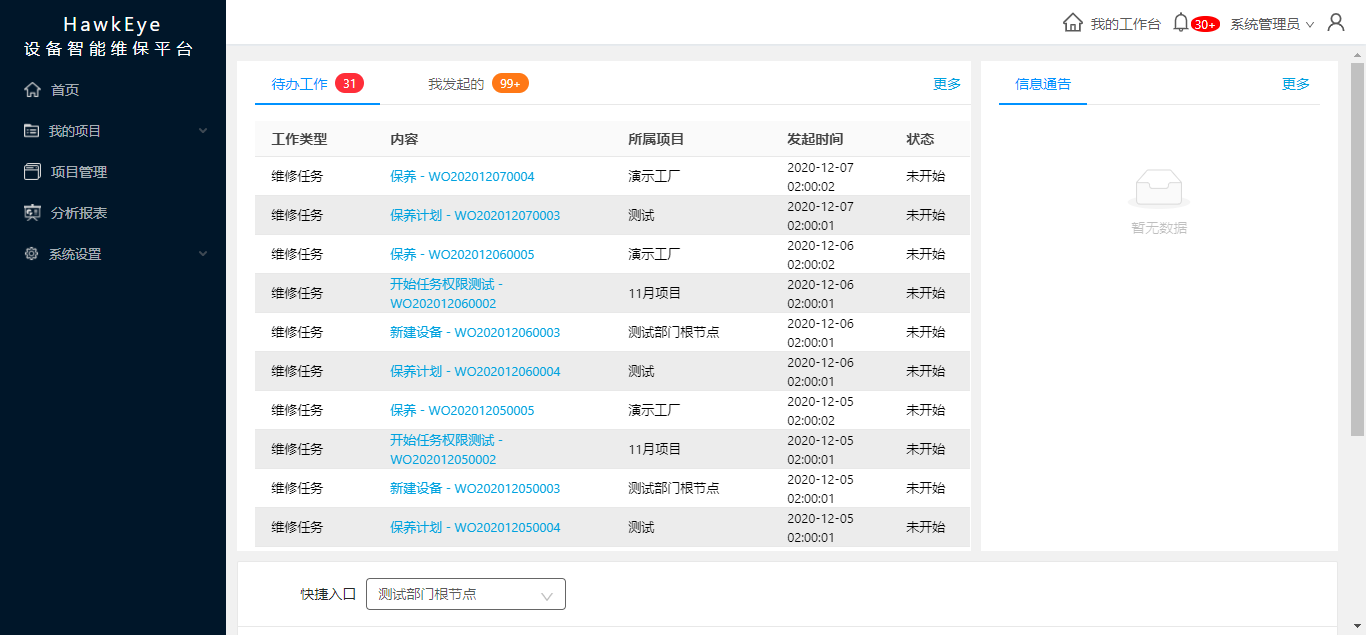 HawkEye
设备智能维保平台
首页
我的项目
项目管理
分析报表
系统设置
我的工作台 30+ 系统管理员
待办工作 31 我发起的 99+ 更多
工作类型 内容 所属项目 发起时间 状态
维修任务 保养 - WO202012070004 演示工厂 2020-12-07 02:00:02 未开始
维修任务 保养计划 - WO202012070003 测试 2020-12-07 02:00:01 未开始
维修任务 保养 - WO202012060005 演示工厂 2020-12-06 02:00:02 未开始
维修任务 开始任务权限测试 - WO202012060002 11月项目 2020-12-06 02:00:01 未开始
维修任务 新建设备 - WO202012060003 测试部门根节点 2020-12-06 02:00:01 未开始
维修任务 保养计划 - WO202012060004 测试 2020-12-06 02:00:01 未开始
维修任务 保养 - WO202012050005 演示工厂 2020-12-05 02:00:02 未开始
维修任务 开始任务权限测试 - WO202012050002 11月项目 2020-12-05 02:00:01 未开始
维修任务 新建设备 - WO202012050003 测试部门根节点 2020-12-05 02:00:01 未开始
维修任务 保养计划 - WO202012050004 测试 2020-12-05 02:00:01 未开始
信息通告 更多
暂无数据
快捷入口 测试部门根节点